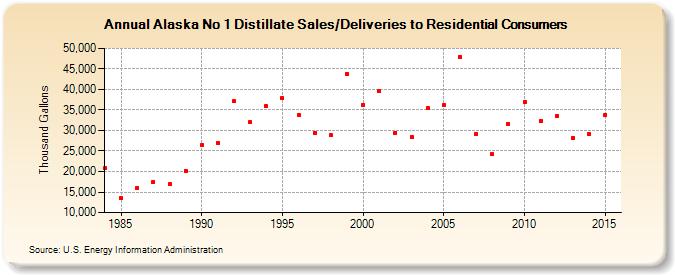 Annual Alaska No 1 Distillate Sales/Deliveries to Residential Consumers
Thousand Gallons
50,000
45,000
40,000
35,000
30,000
25,000
20,000
15,000
10,000
1985 1990 1995 2000 2005 2010 2015
Source: U.S. Energy Information Administration